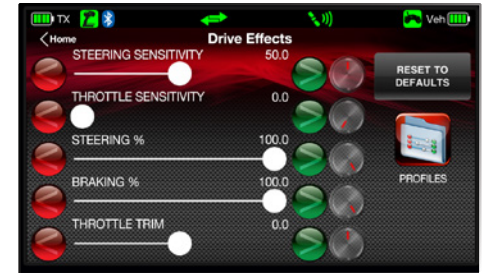 TX Veh
Home Drive Effects
STEERING SENSITIVITY 50.0
RESET TO
DEFAULTS
THROTTLE SENSITIVITY 0.0
STEERING % 100.0
BRAKING % 100.0
PROFILES
THROTTLE TRIM 0.0